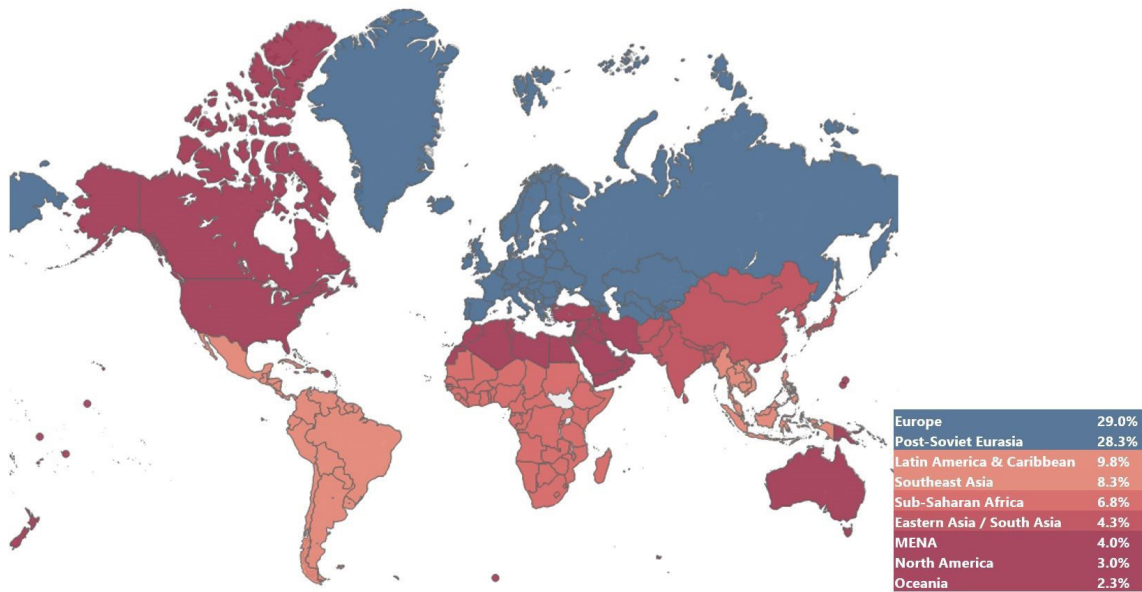 Europe 29.0%
Post-Soviet Eurasia 28.3%
Latin America & Caribbean 9.8%
Southeast Asia 8.3%
Sub-Saharan Africa 6.8%
Eastern Asia / South Asia 4.3%
MENA 4.0%
North America 3.0%
Oceania 2.3%